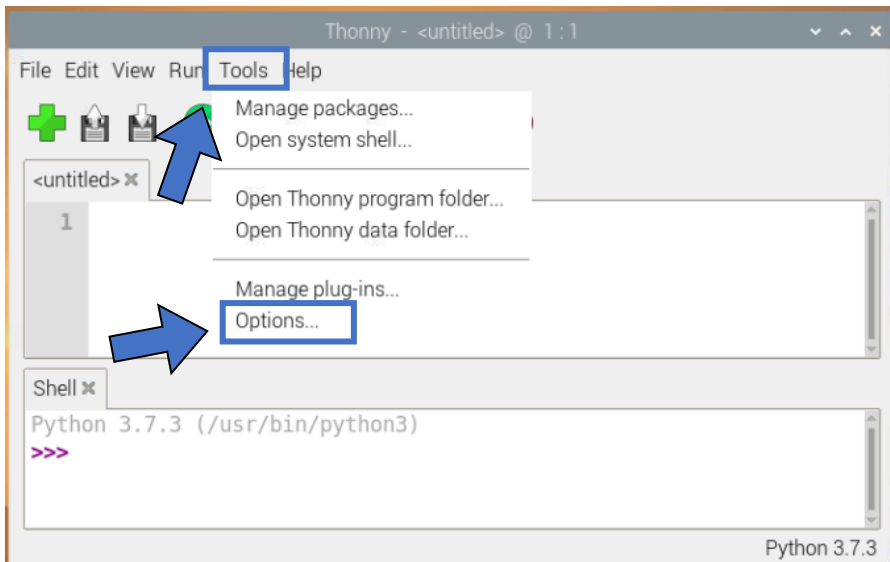 Thonny - <untitled> @ 1:1
File Edit View Run Tools Help
Manage packages...
Open system shell...
<untitled>
Open Thonny program folder...
1
Open Thonny data folder...
Manage plug-ins...
Options...
Shell
Python 3.7.3 (/usr/bin/python3)
>>>
Python 3.7.3